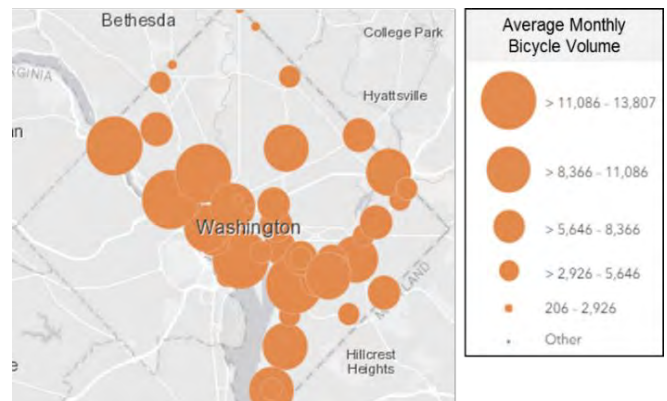 Bethesda
College Park
Hyattsville
Washington
Hillcrest
Heights
Average Monthly
Bicycle Volume
> 11,086 - 13,807
> 8,366 - 11,086
> 5,646 - 8,366
> 2,926 - 5,646
206 - 2,926
Other